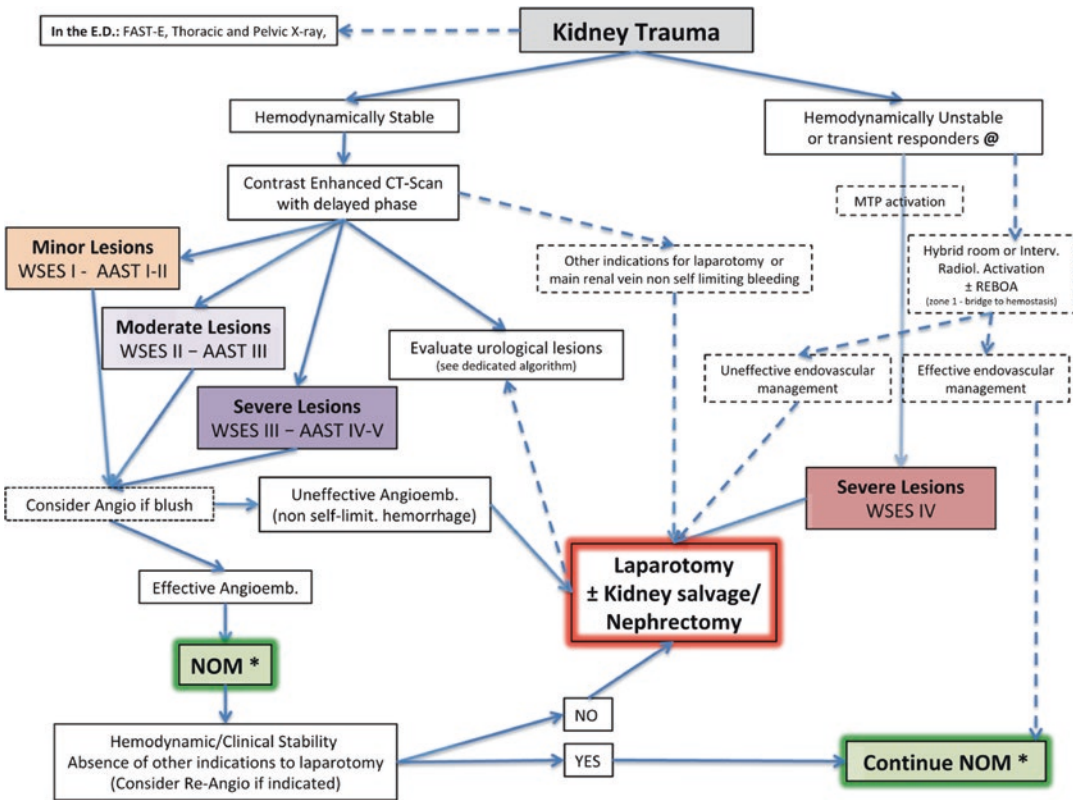 In the E.D.: FAST-E, Thoracic and Pelvic X-ray,
Kidney Trauma
Hemodynamically Stable
Hemodynamically Unstable
or transient responders @
Contrast Enhanced CT-Scan
with delayed phase
MTP activation
Minor Lesions
WSES I - AAST I-II
Other indications for laparotomy or
main renal vein non self limiting bleeding
Hybrid room or Interv.
Radiol. Activation
± REBOA
(zone 1 - bridge to hemostasis)
Moderate Lesions
WSES II – AAST III
Evaluate urological lesions
(see dedicated algorithm)
Uneffective endovascular
management
Effective endovascular
management
Severe Lesions
WSES III – AAST IV-V
Consider Angio if blush
Uneffective Angioemb.
(non self-limit. hemorrhage)
Severe Lesions
WSES IV
Laparotomy
± Kidney salvage/
Nephrectomy
Effective Angioemb.
NOM *
NO
Hemodynamic/Clinical Stability
Absence of other indications to laparotomy
(Consider Re-Angio if indicated)
YES
Continue NOM *